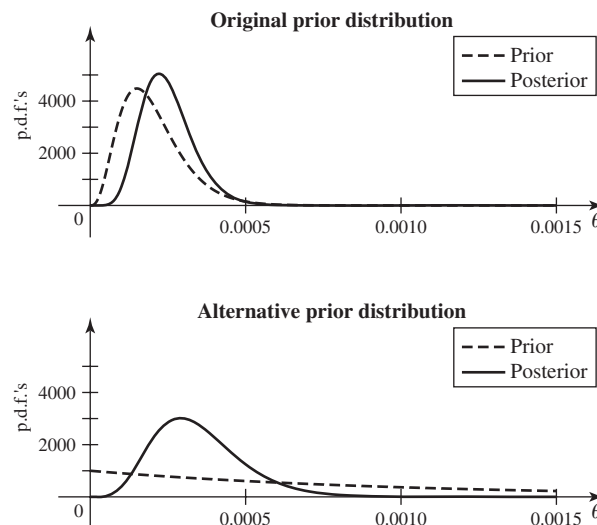 Original prior distribution
Prior
Posterior
p.d.f.'s
4000
2000
0
0.0005
0.0010
0.0015
Alternative prior distribution
Prior
Posterior
p.d.f.'s
4000
2000
0
0.0005
0.0010
0.0015